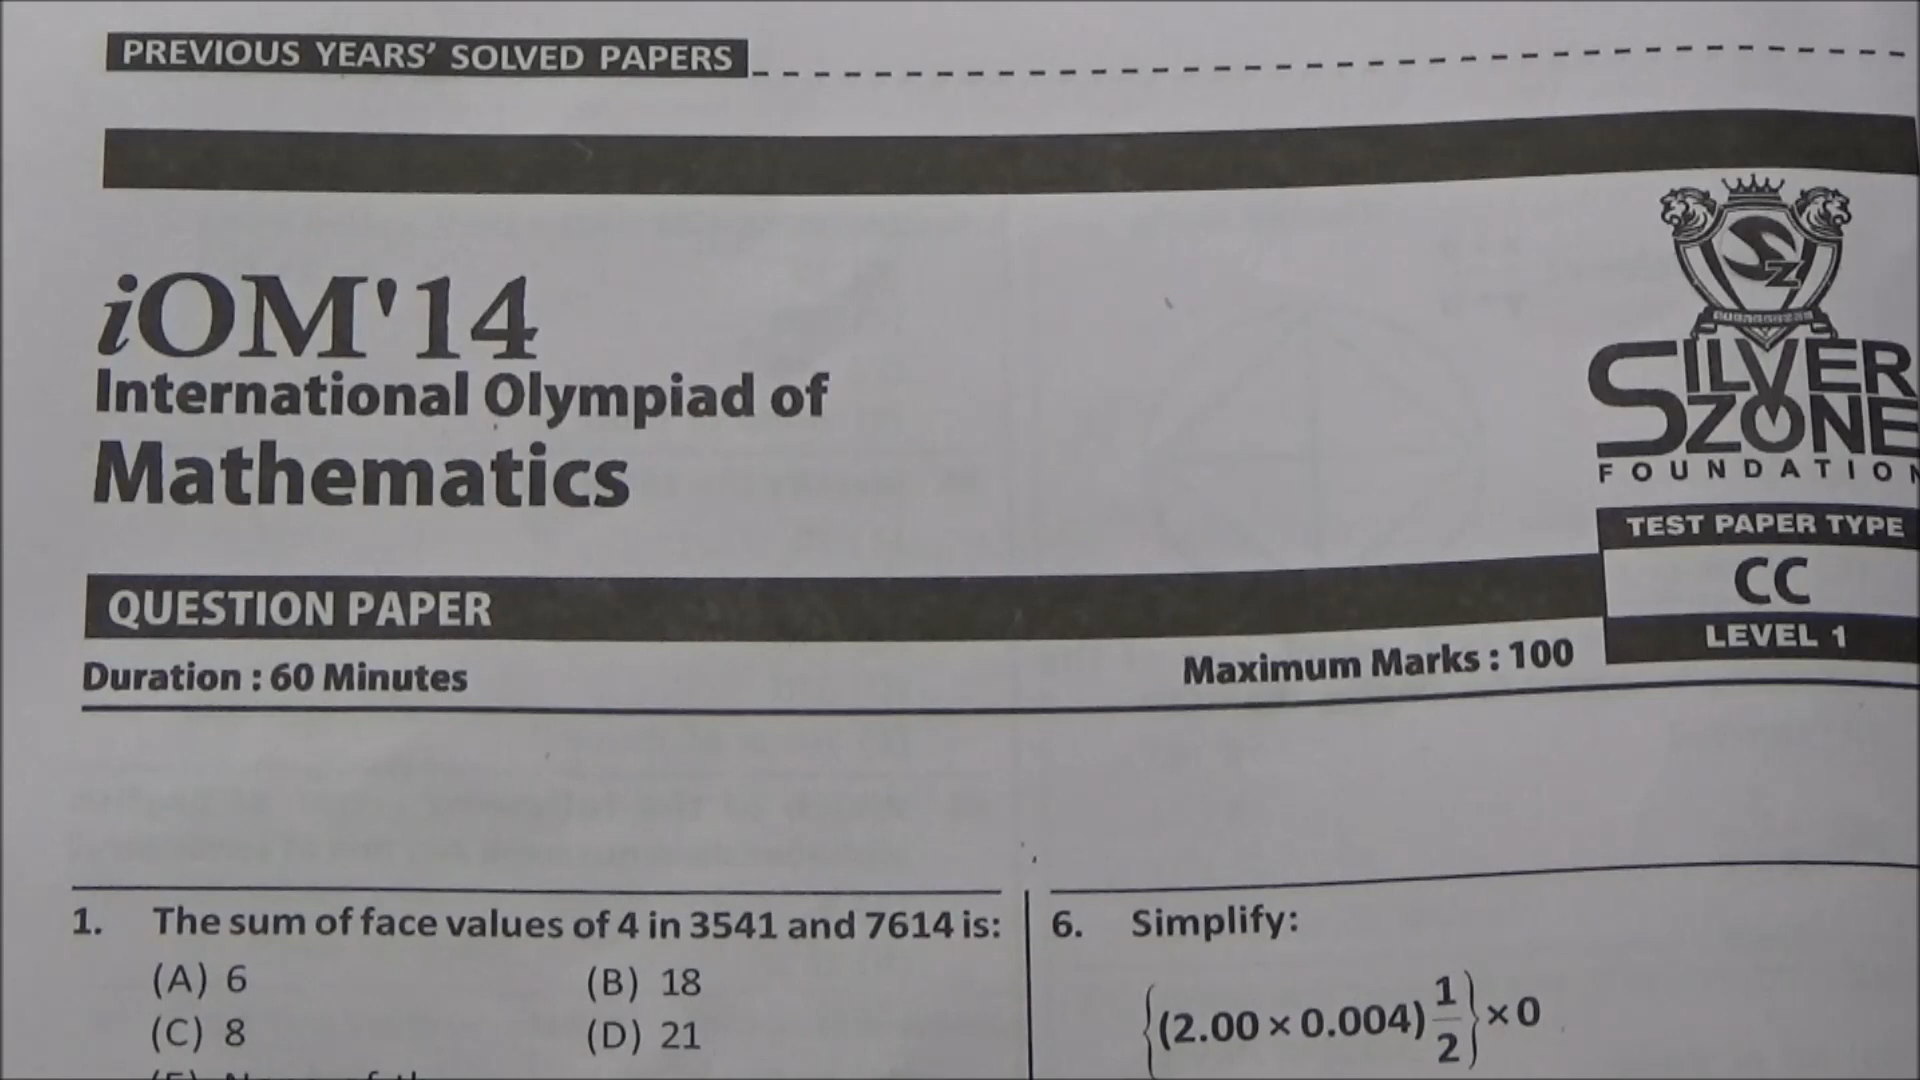 PREVIOUS YEARS’ SOLVED PAPERS
iOM'14
International Olympiad of
Mathematics
SILVER
ZONE
FOUNDATION
TEST PAPER TYPE
CC
LEVEL 1
QUESTION PAPER
Duration : 60 Minutes
Maximum Marks : 100
1. The sum of face values of 4 in 3541 and 7614 is:
(A) 6 (B) 18
(C) 8 (D) 21
6. Simplify:
{(2.00 × 0.004) 1/2} × 0